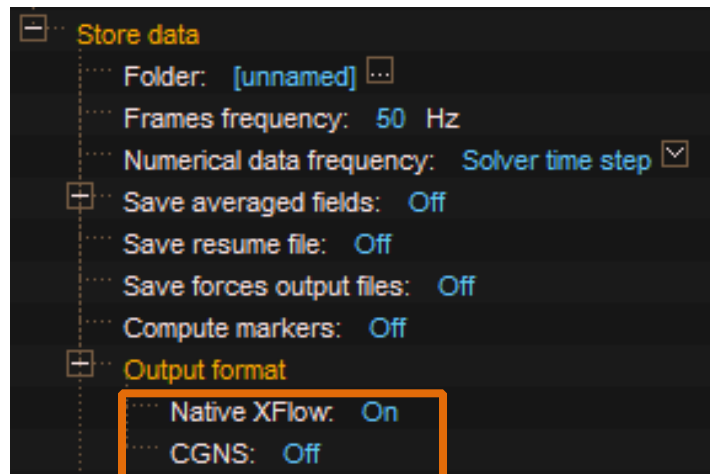 Store data
Folder: [unnamed] ...
Frames frequency: 50 Hz
Numerical data frequency: Solver time step
Save averaged fields: Off
Save resume file: Off
Save forces output files: Off
Compute markers: Off
Output format
Native XFlow: On
CGNS: Off